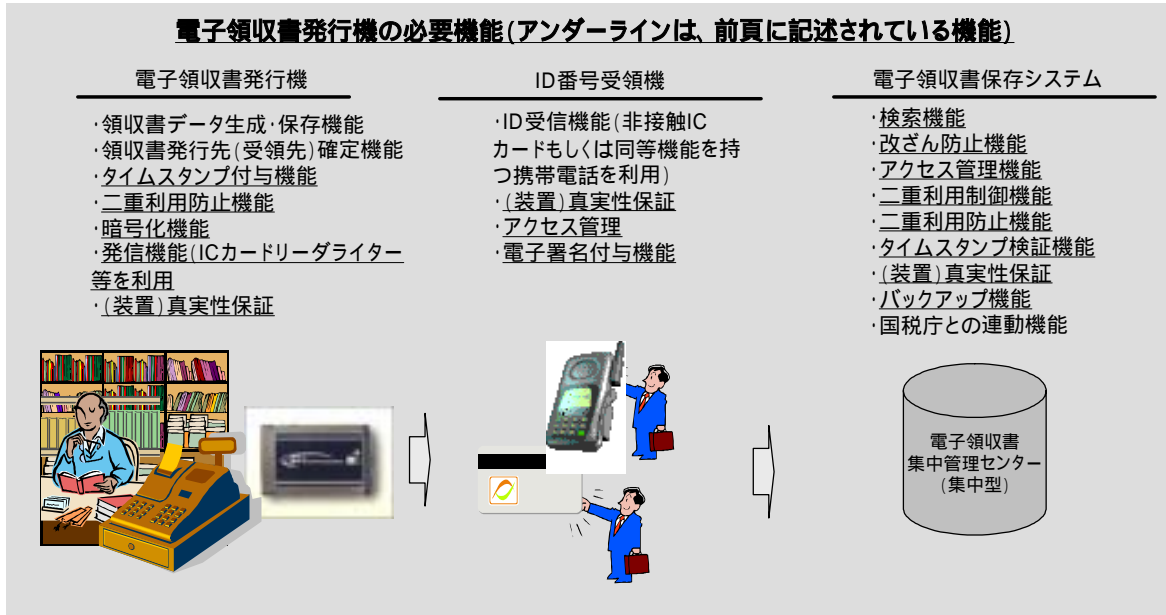 電子領収書発行機の必要機能(アンダーラインは、前頁に記述されている機能)
電子領収書発行機
・領収書データ生成・保存機能
・領収書発行先(受領先)確定機能
・タイムスタンプ付与機能
・二重利用防止機能
・暗号化機能
・発信機能(ICカードリーダライター
等を利用
・(装置)真実性保証
ID番号受領機
・ID受信機能(非接触IC
カードもしくは同等機能を持
つ携帯電話を利用)
・(装置)真実性保証
・アクセス管理
・電子署名付与機能
電子領収書保存システム
・検索機能
・改ざん防止機能
・アクセス管理機能
・二重利用制御機能
・二重利用防止機能
・タイムスタンプ検証機能
・(装置)真実性保証
・バックアップ機能
・国税庁との連動機能
電子領収書
集中管理センター
(集中型)